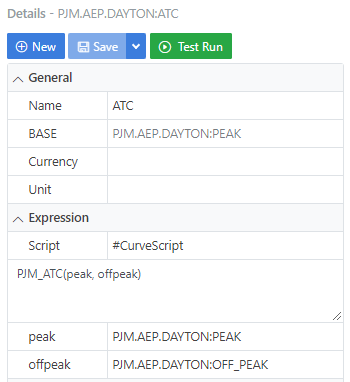 Details - PJM.AEP.DAYTON:ATC
New Save Test Run
General
Name ATC
BASE PJM.AEP.DAYTON:PEAK
Currency
Unit
Expression
Script #CurveScript
PJM_ATC(peak, offpeak)
peak PJM.AEP.DAYTON:PEAK
offpeak PJM.AEP.DAYTON:OFF_PEAK